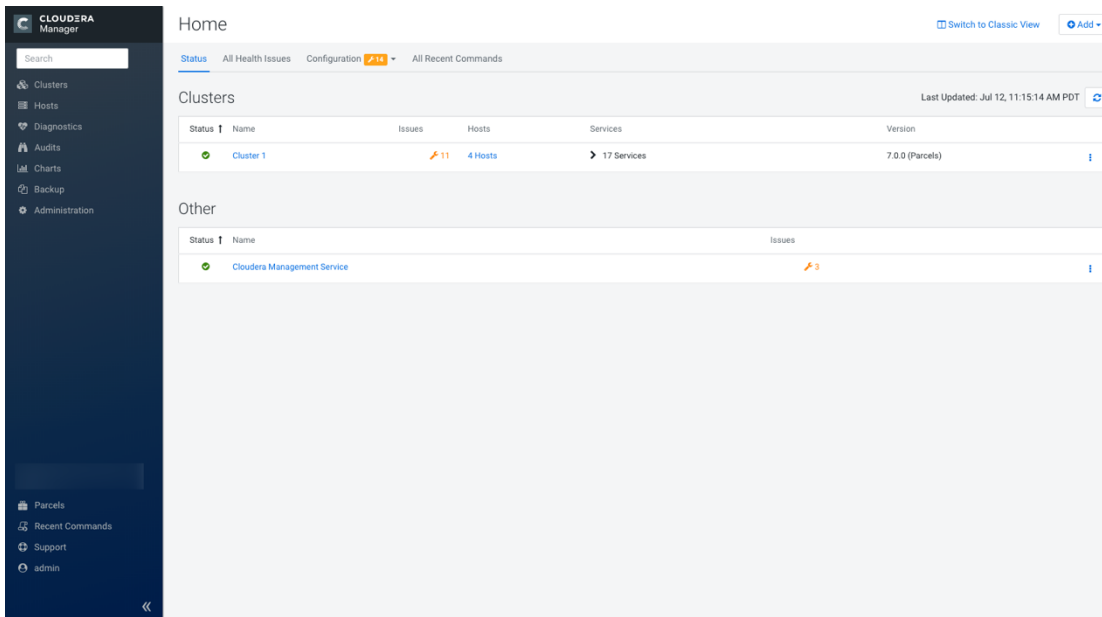 CLOUDERA
Manager
Search
Clusters
Hosts
Diagnostics
Audits
Charts
Backup
Administration
Parcels
Recent Commands
Support
admin
Home
Switch to Classic View
Add
Status All Health Issues Configuration 14 All Recent Commands
Clusters
Last Updated: Jul 12, 11:15:14 AM PDT
Status Name Issues Hosts Services Version
Cluster 1 11 4 Hosts 17 Services 7.0.0 (Parcels)
Other
Status Name Issues
Cloudera Management Service 3